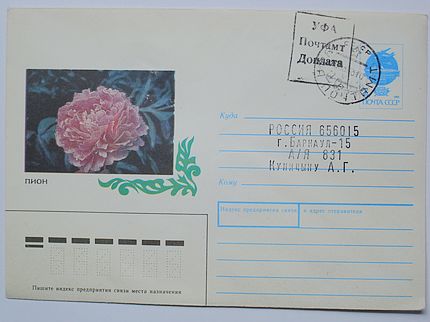 УФА
Почтамт
Доплата
ПОЧТА СССР
Куда
РОССИЯ 656015
г.Барнаул-15
А/Я 831
Куницыну А.Г.
Кому
ПИОН
Индекс предприятия связи и адрес отправителя
Пишите индекс предприятия связи места назначения